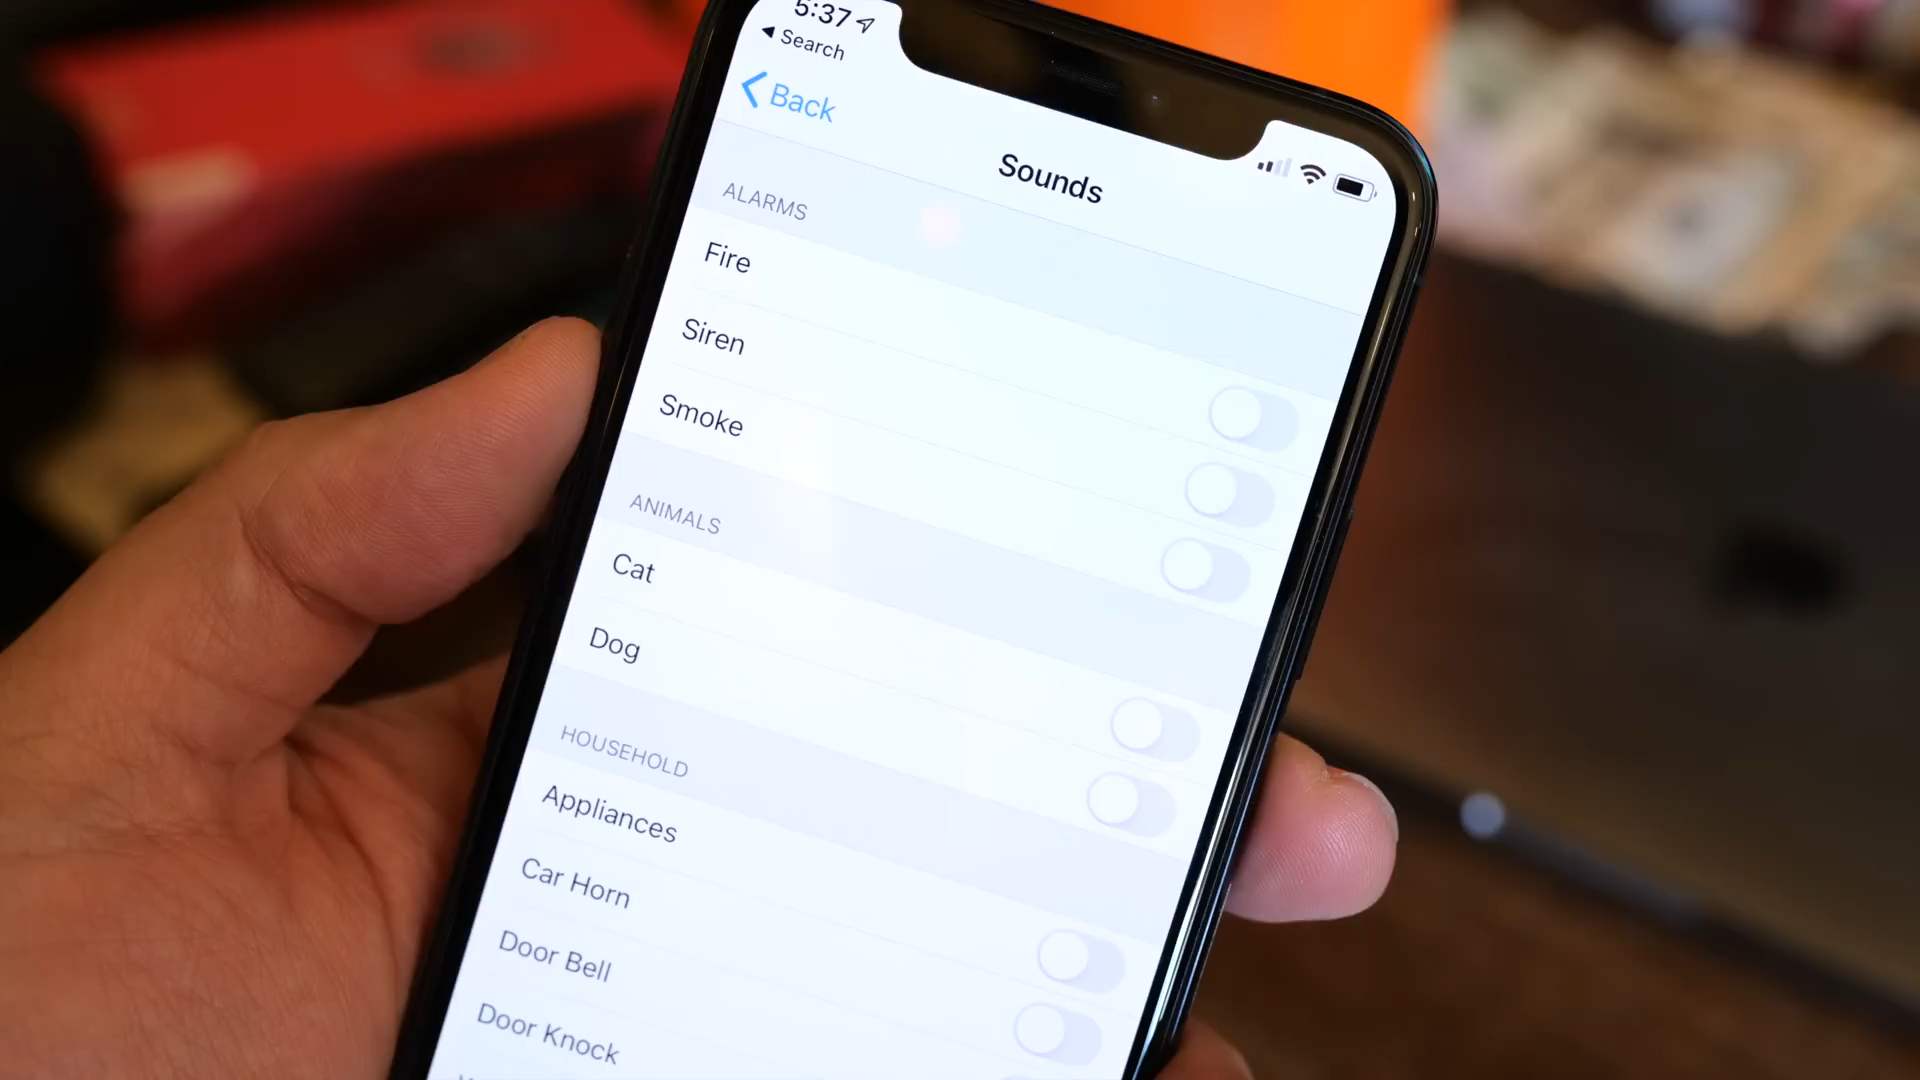 5:37
Search
Back
Sounds
ALARMS
Fire
Siren
Smoke
ANIMALS
Cat
Dog
HOUSEHOLD
Appliances
Car Horn
Door Bell
Door Knock